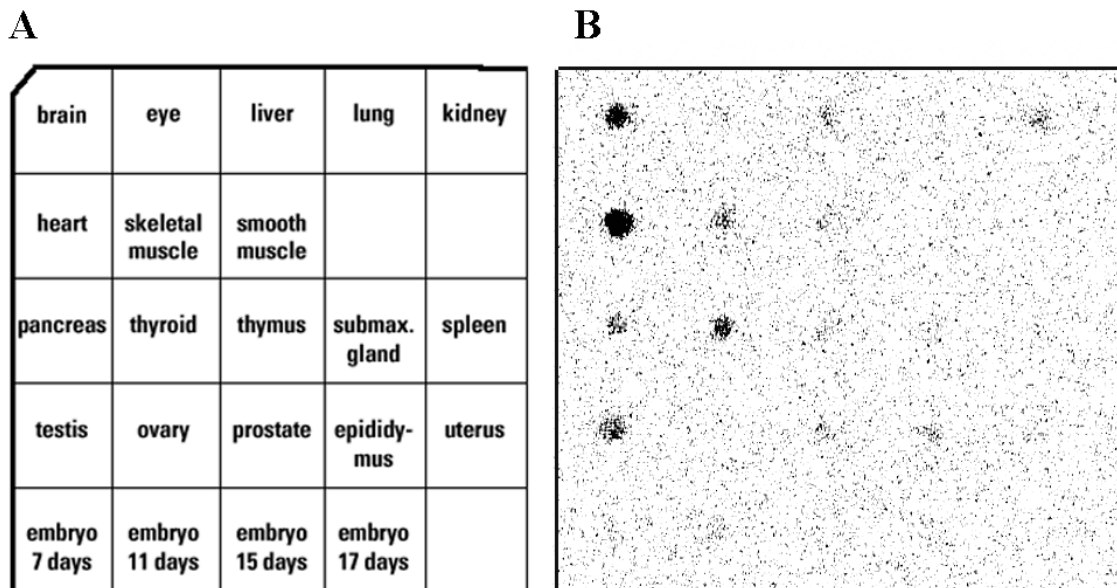 A B
brain eye liver lung kidney
heart skeletal muscle smooth muscle
pancreas thyroid thymus submax. gland spleen
testis ovary prostate epididy-mus uterus
embryo 7 days embryo 11 days embryo 15 days embryo 17 days